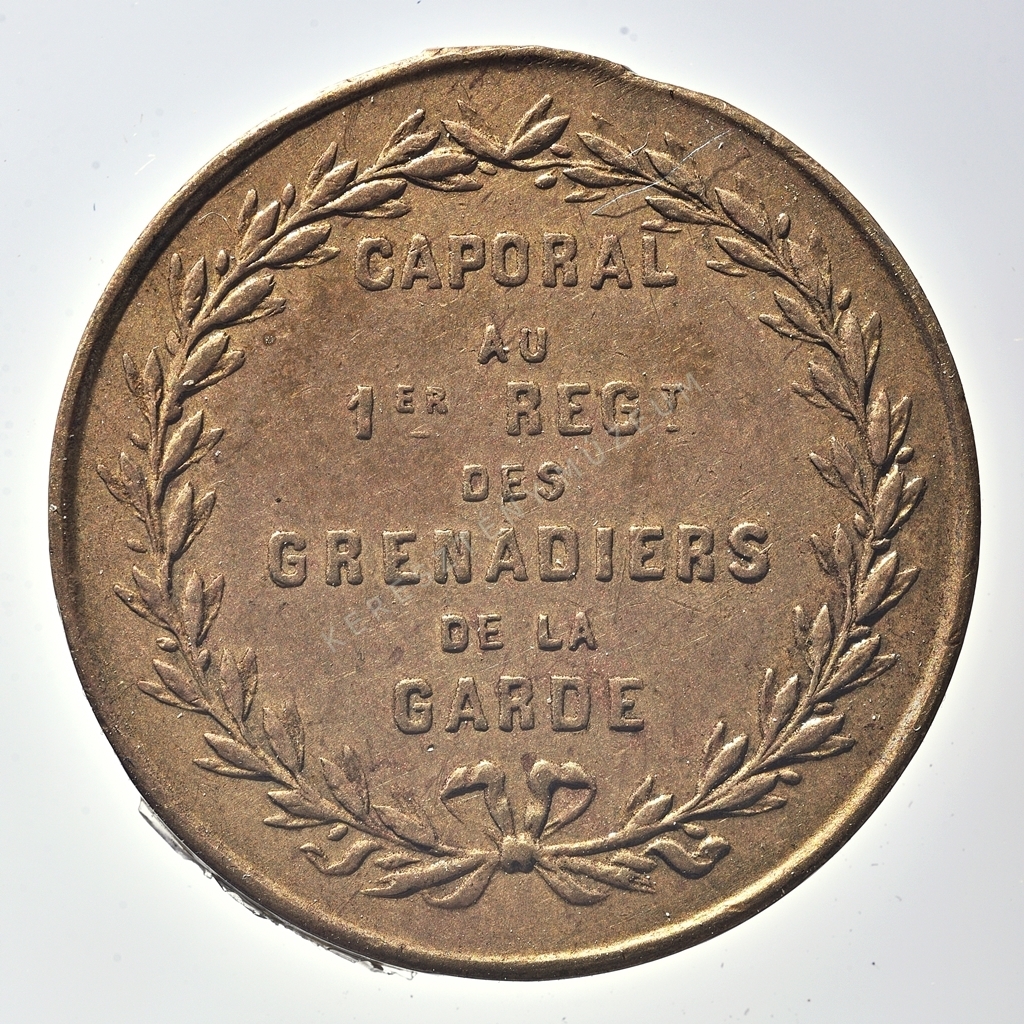 CAPORAL
AU
1ER REGT
DES
GRENADIERS
DE LA
GARDE